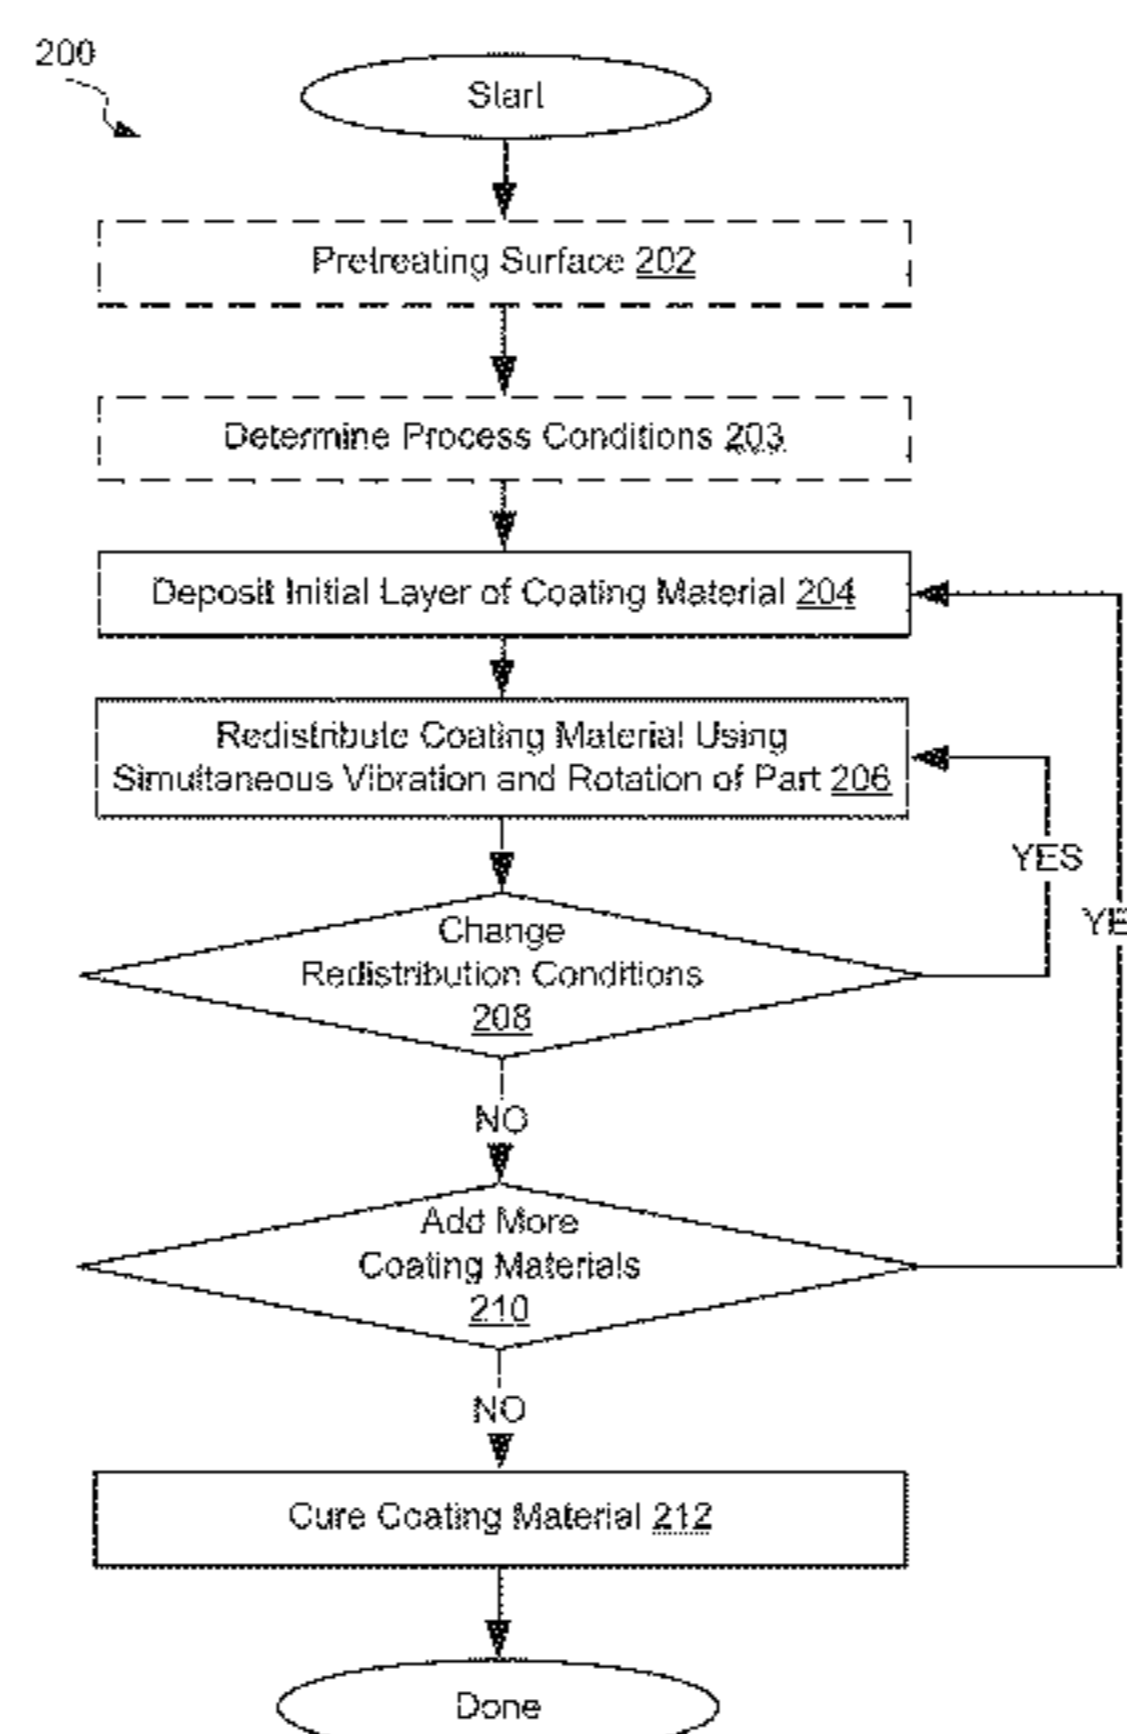 200
Start
Pretreating Surface 202
Determine Process Conditions 203
Deposit Initial Layer of Coating Material 204
Redistribute Coating Material Using
Simultaneous Vibration and Rotation of Part 206
YES
YE
Change
Redistribution Conditions
208
NO
Add More
Coating Materials
210
NO
Cure Coating Material 212
Done